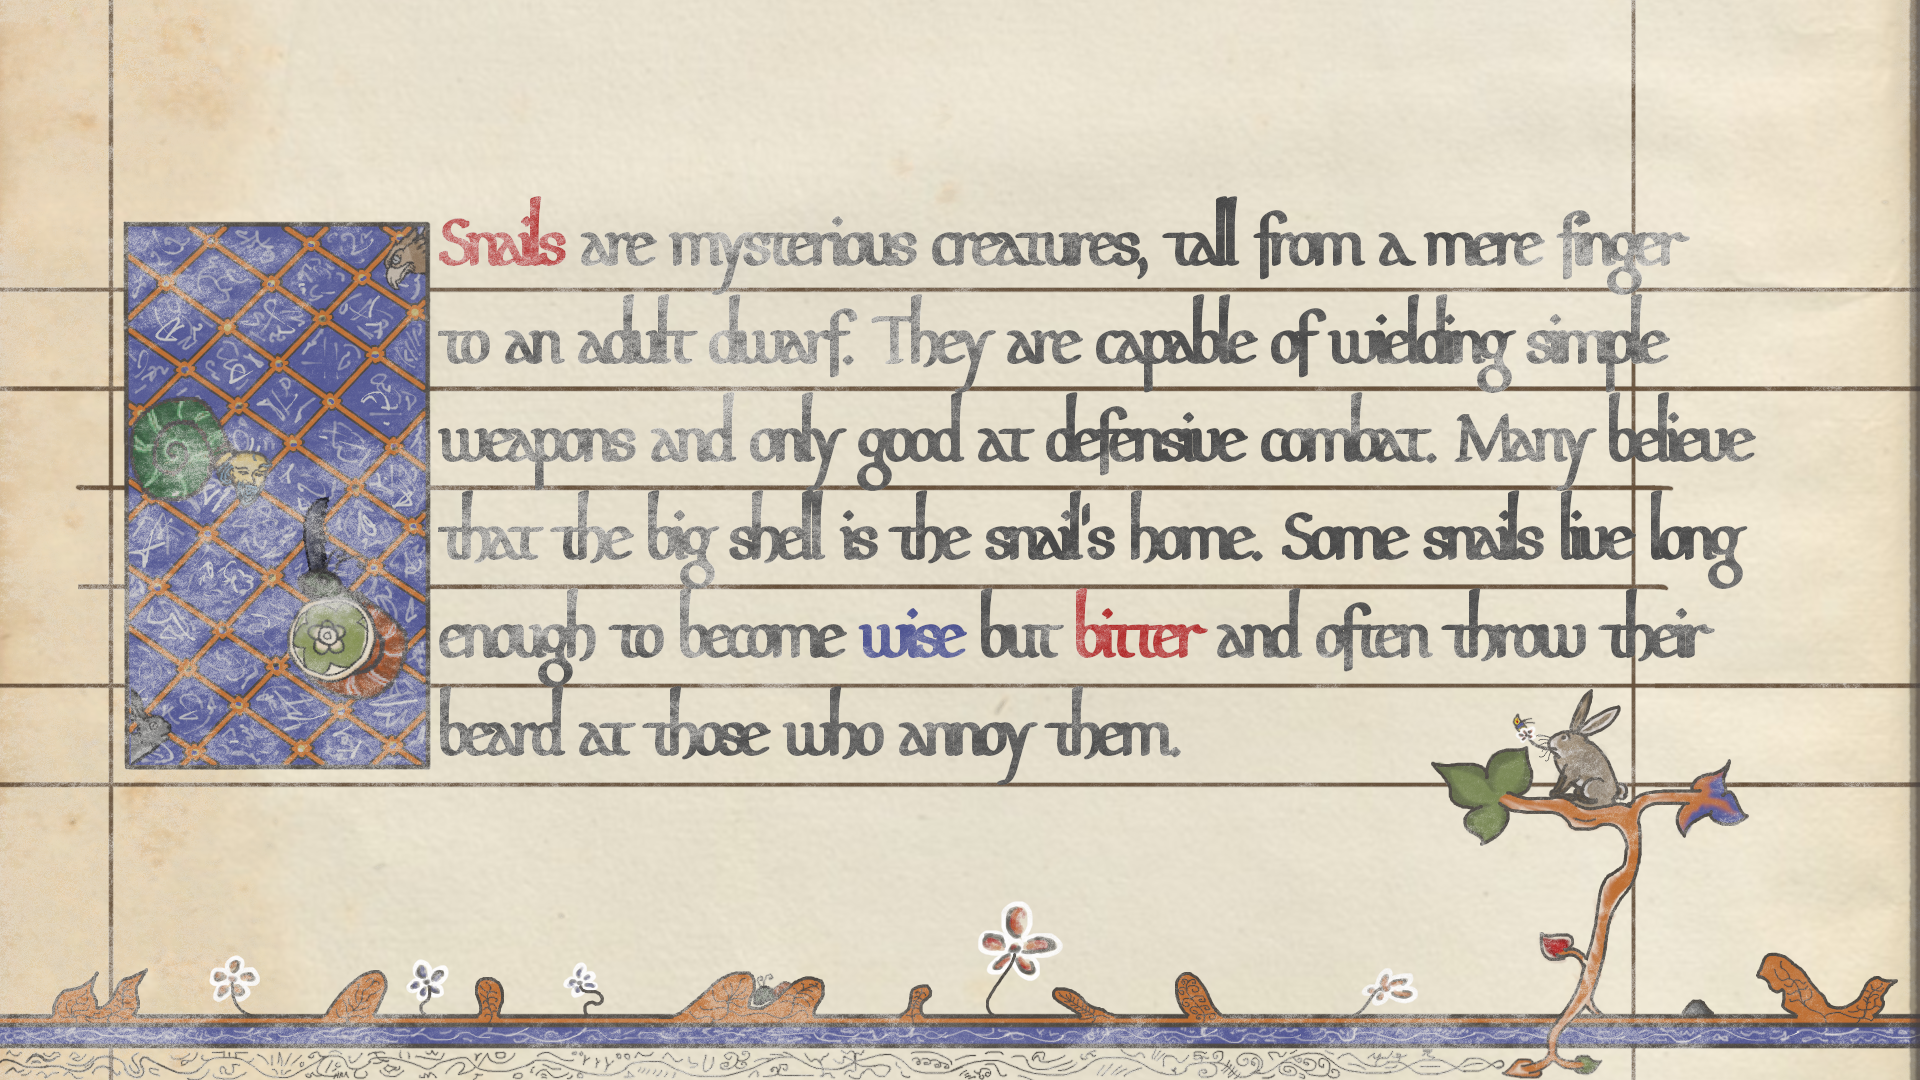 Snails are mysterious creatures, tall from a mere finger
to an adult dwarf. They are capable of wielding simple
weapons and only good at defensive combat. Many believe
that the big shell is the snail's home. Some snails live long
enough to become wise but bitter and often throw their
beard at those who annoy them.